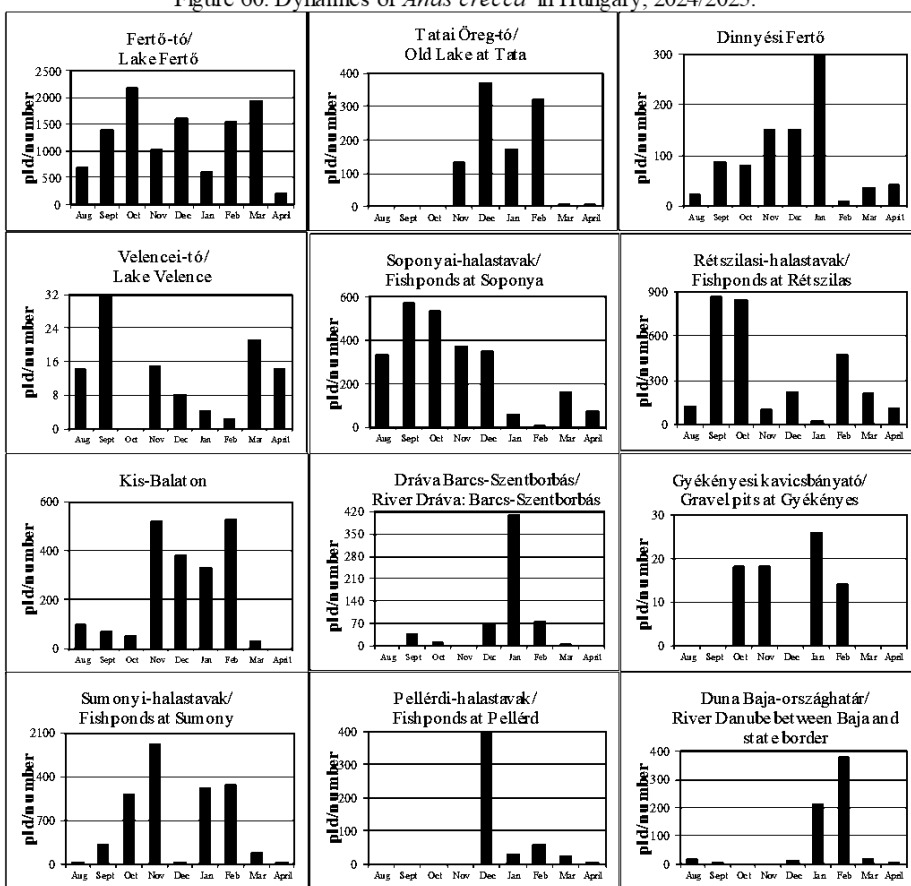 Figure 60. Dynamics of Anas crecca in Hungary, 2024/2025.
Fertő-tó/
Lake Fertő
pld/number
2500
2000
1500
1000
500
0
Aug Sept Oct Nov Dec Jan Feb Mar April
Tatai Öreg-tó/
Old Lake at Tata
pld/number
400
300
200
100
0
Aug Sept Oct Nov Dec Jan Feb Mar April
Dinnyési Fertő
pld/number
300
200
100
0
Aug Sept Oct Nov Dec Jan Feb Mar April
Velencei-tó/
Lake Velence
pld/number
32
24
16
8
0
Aug Sept Oct Nov Dec Jan Feb Mar April
Soponyai-halastavak/
Fishponds at Soponya
pld/number
600
400
200
0
Aug Sept Oct Nov Dec Jan Feb Mar April
Rétszilasi-halastavak/
Fishponds at Rétszilas
pld/number
900
600
300
0
Aug Sept Oct Nov Dec Jan Feb Mar April
Kis-Balaton
pld/number
600
400
200
0
Aug Sept Oct Nov Dec Jan Feb Mar April
Dráva Barcs-Szentborbás/
River Dráva: Barcs-Szentborbás
pld/number
420
350
280
210
140
70
0
Aug Sept Oct Nov Dec Jan Feb Mar April
Gyékényesi kavicsbányató/
Gravel pits at Gyékényes
pld/number
30
20
10
0
Aug Sept Oct Nov Dec Jan Feb Mar April
Sumonyi-halastavak/
Fishponds at Sumony
pld/number
2100
1400
700
0
Aug Sept Oct Nov Dec Jan Feb Mar April
Pellérdi-halastavak/
Fishponds at Pellérd
pld/number
400
300
200
100
0
Aug Sept Oct Nov Dec Jan Feb Mar April
Duna Baja-országhatár/
River Danube between Baja and
state border
pld/number
400
300
200
100
0
Aug Sept Oct Nov Dec Jan Feb Mar April